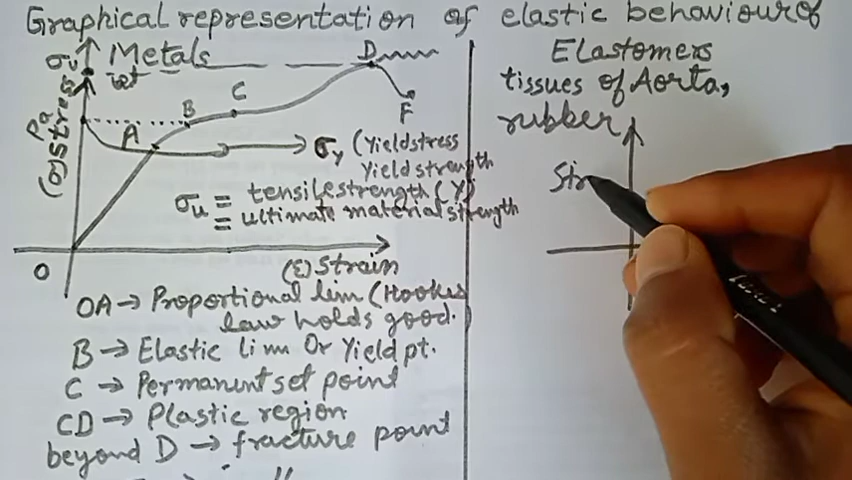 Graphical representation of elastic behaviour of
Metals
σu
Pa
(σ) Stress
A
B
C
D
F
σy (Yield stress
Yield strength
σu = tensile strength (Y)
= ultimate material strength
O
(ε) Strain
OA → Proportional lim (Hookes
law holds good.
B → Elastic lim Or Yield pt.
C → Permanent set point
CD → Plastic region
beyond D → fracture point
Elastomers
tissues of Aorta,
rubber
Str